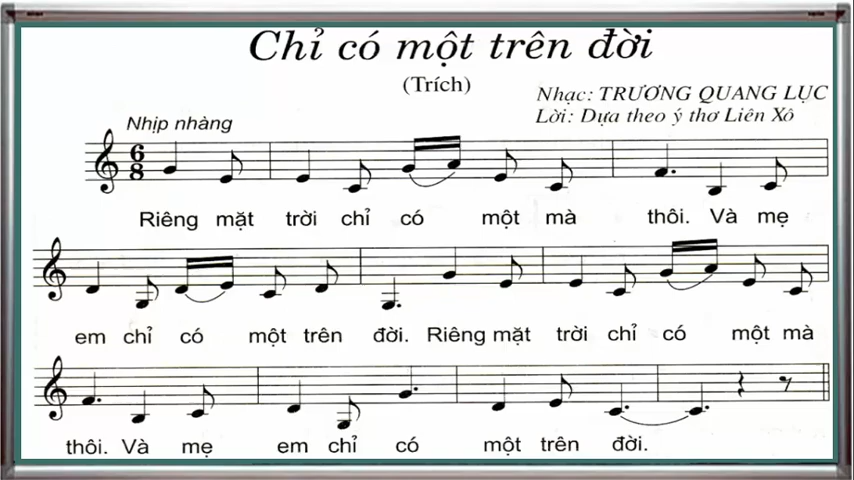 Chỉ có một trên đời
(Trích)
Nhạc: TRƯƠNG QUANG LỤC
Lời: Dựa theo ý thơ Liên Xô
Nhịp nhàng
6
8
Riêng mặt trời chỉ có một mà thôi. Và mẹ
em chỉ có một trên đời. Riêng mặt trời chỉ có một mà
thôi. Và mẹ em chỉ có một trên đời.